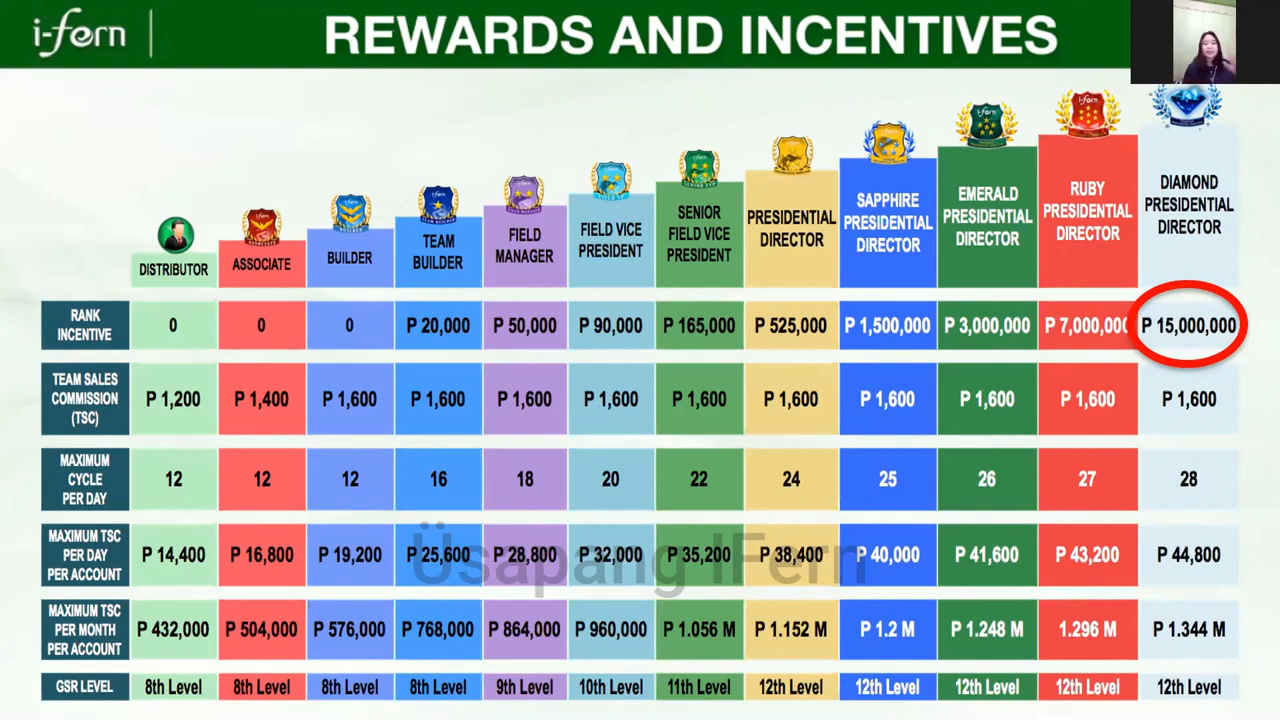 i-fern
REWARDS AND INCENTIVES
i-fern
i-fern
DISTRIBUTOR
ASSOCIATE
BUILDER
TEAM
BUILDER
FIELD
MANAGER
FIELD VICE
PRESIDENT
SENIOR
FIELD VICE
PRESIDENT
PRESIDENTIAL
DIRECTOR
SAPPHIRE
PRESIDENTIAL
DIRECTOR
EMERALD
PRESIDENTIAL
DIRECTOR
RUBY
PRESIDENTIAL
DIRECTOR
DIAMOND
PRESIDENTIAL
DIRECTOR
RANK
INCENTIVE
0
0
0
P 20,000
P 50,000
P 90,000
P 165,000
P 525,000
P 1,500,000
P 3,000,000
P 7,000,000
P 15,000,000
TEAM SALES
COMMISSION
(TSC)
P 1,200
P 1,400
P 1,600
P 1,600
P 1,600
P 1,600
P 1,600
P 1,600
P 1,600
P 1,600
P 1,600
P 1,600
MAXIMUM
CYCLE
PER DAY
12
12
12
16
18
20
22
24
25
26
27
28
MAXIMUM TSC
PER DAY
PER ACCOUNT
P 14,400
P 16,800
P 19,200
P 25,600
P 28,800
P 32,000
P 35,200
P 38,400
P 40,000
P 41,600
P 43,200
P 44,800
Üsapang IFern
MAXIMUM TSC
PER MONTH
PER ACCOUNT
P 432,000
P 504,000
P 576,000
P 768,000
P 864,000
P 960,000
P 1.056 M
P 1.152 M
P 1.2 M
P 1.248 M
1.296 M
P 1.344 M
GSR LEVEL
8th Level
8th Level
8th Level
8th Level
9th Level
10th Level
11th Level
12th Level
12th Level
12th Level
12th Level
12th Level